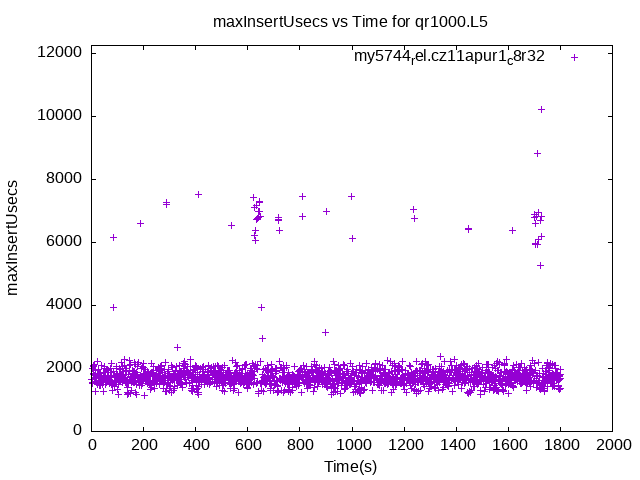 maxInsertUsecs vs Time for qr1000.L5
my5744_rel.cz11apur1_c8r32
maxInsertUsecs
12000
10000
8000
6000
4000
2000
0
0 200 400 600 800 1000 1200 1400 1600 1800 2000
Time(s)